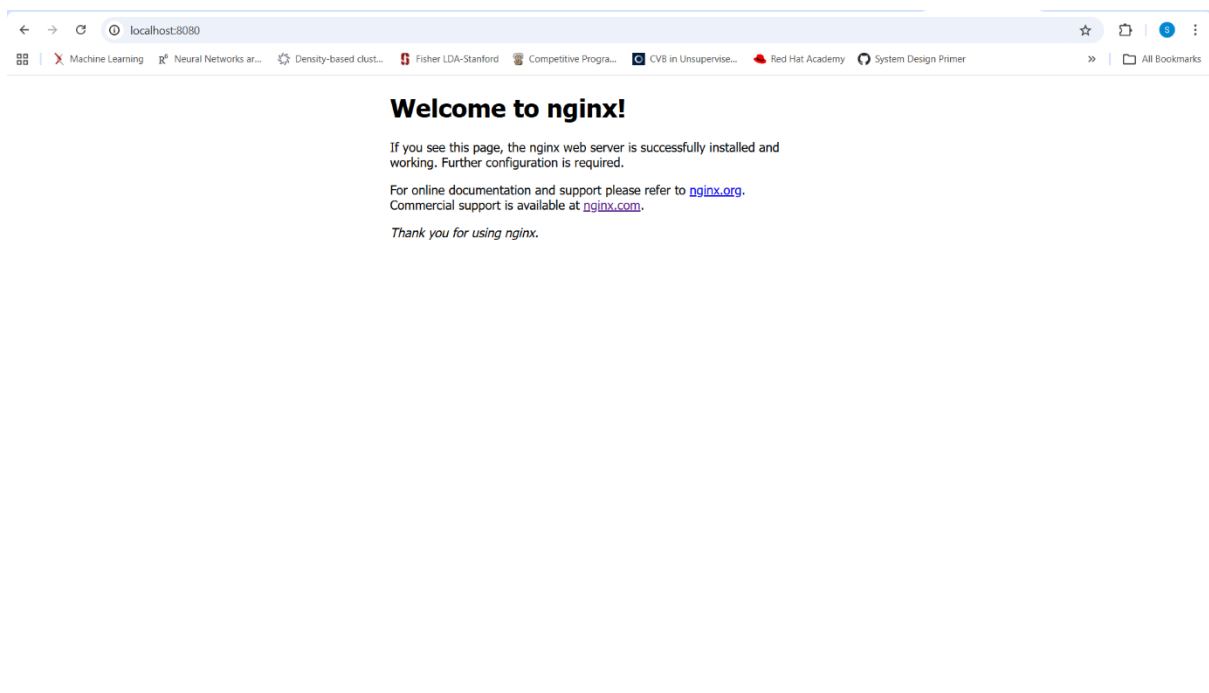 localhost:8080
S
Machine Learning Neural Networks ar... Density-based clust... Fisher LDA-Stanford Competitive Progra... CVB in Unsupervise... Red Hat Academy System Design Primer » All Bookmarks
Welcome to nginx!
If you see this page, the nginx web server is successfully installed and
working. Further configuration is required.
For online documentation and support please refer to nginx.org.
Commercial support is available at nginx.com.
Thank you for using nginx.